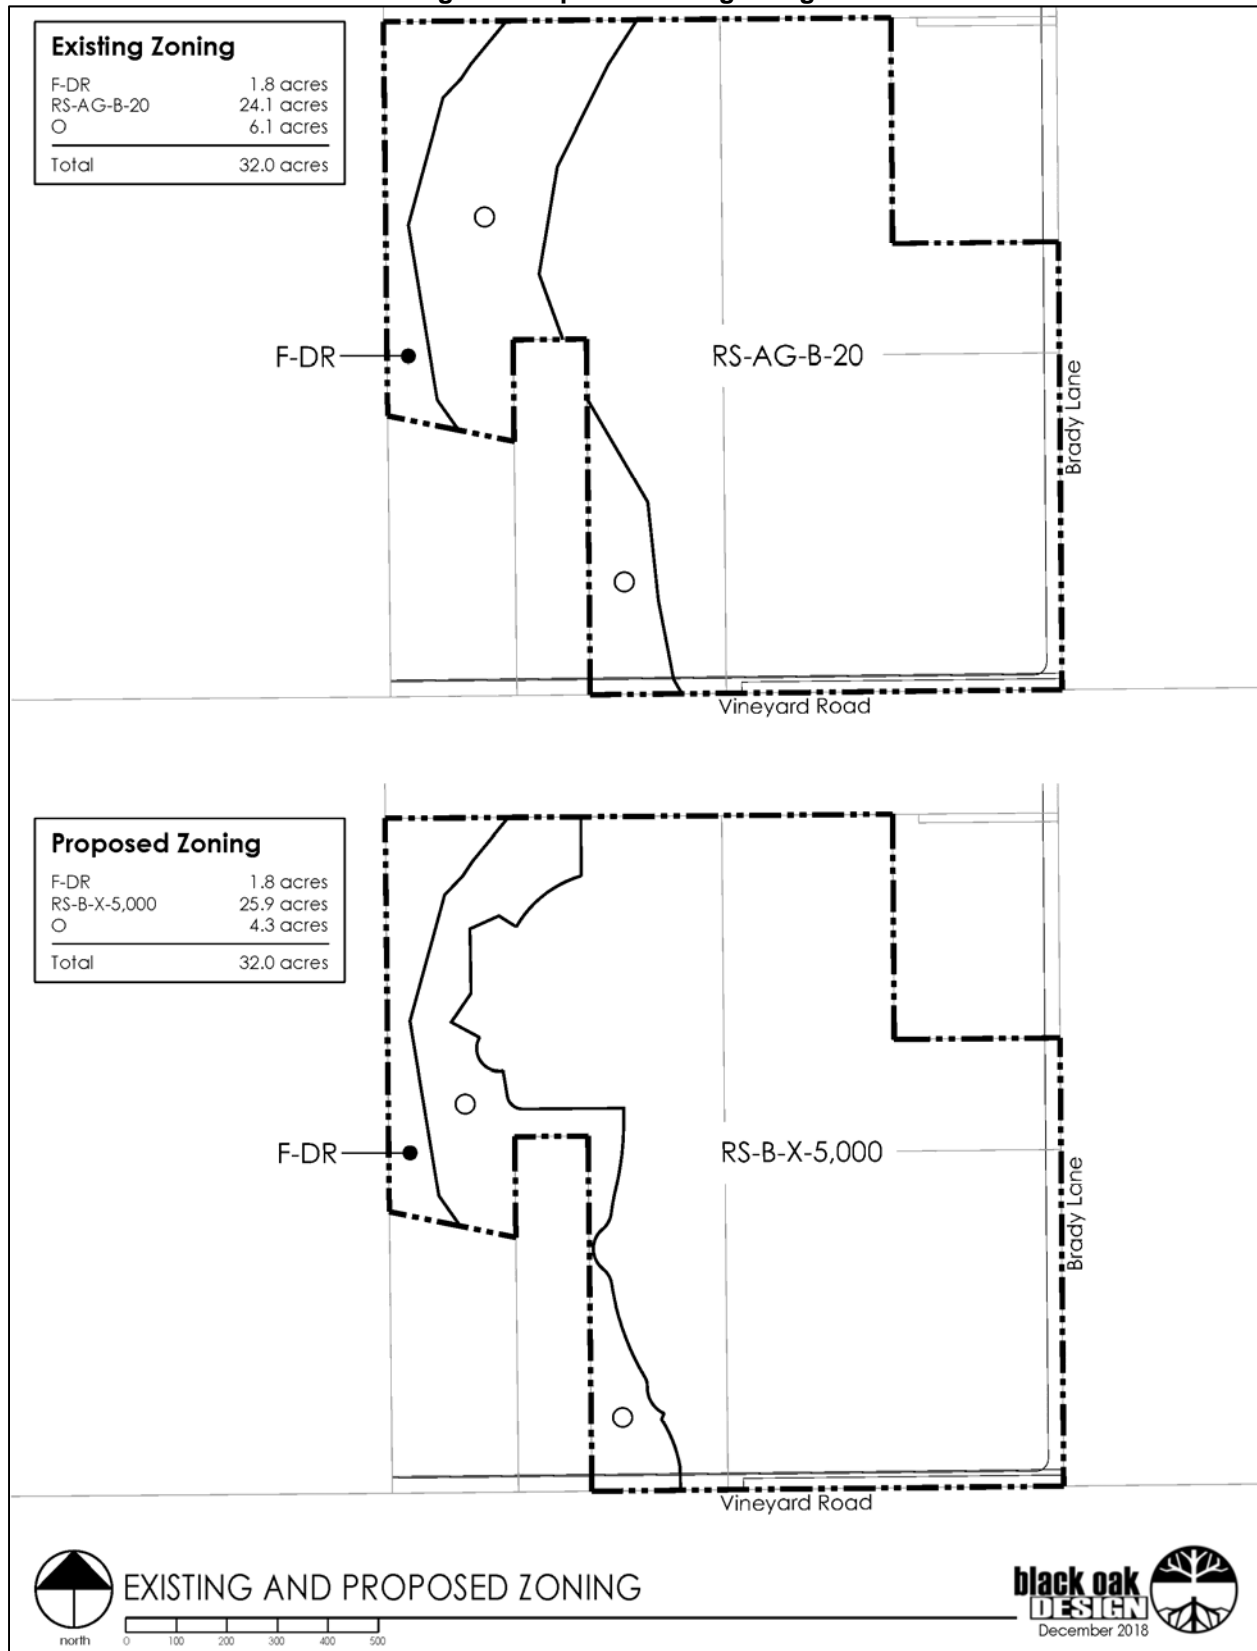 Existing Zoning
F-DR 1.8 acres
RS-AG-B-20 24.1 acres
O 6.1 acres
Total 32.0 acres
O
F-DR
RS-AG-B-20
Brady Lane
O
Vineyard Road
Proposed Zoning
F-DR 1.8 acres
RS-B-X-5,000 25.9 acres
O 4.3 acres
Total 32.0 acres
O
F-DR
RS-B-X-5,000
Brady Lane
O
Vineyard Road
EXISTING AND PROPOSED ZONING
north 0 100 200 300 400 500
black oak
DESIGN
December 2018